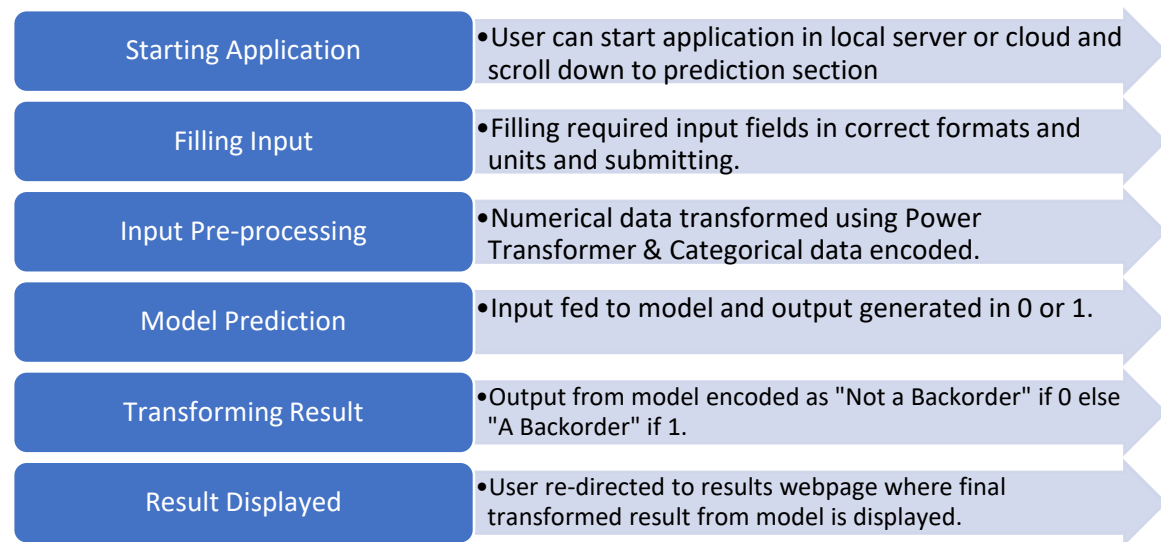 Starting Application
•User can start application in local server or cloud and
scroll down to prediction section
Filling Input
•Filling required input fields in correct formats and
units and submitting.
Input Pre-processing
•Numerical data transformed using Power
Transformer & Categorical data encoded.
Model Prediction
•Input fed to model and output generated in 0 or 1.
Transforming Result
•Output from model encoded as "Not a Backorder" if 0 else
"A Backorder" if 1.
Result Displayed
•User re-directed to results webpage where final
transformed result from model is displayed.